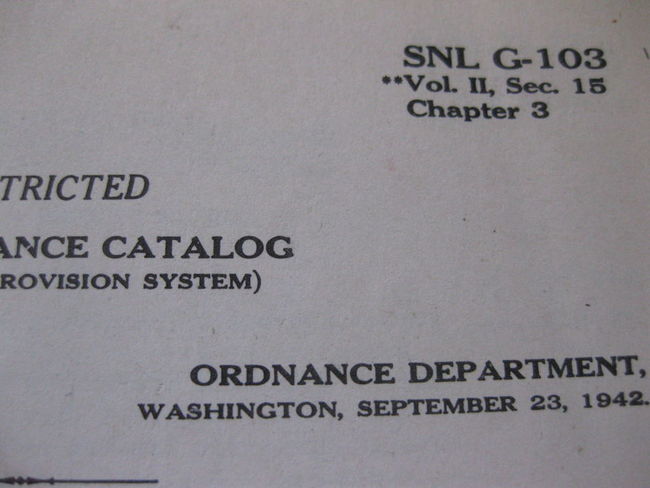 SNL G-103
**Vol. II, Sec. 15
Chapter 3
TRICTED
ANCE CATALOG
ROVISION SYSTEM)
ORDNANCE DEPARTMENT,
WASHINGTON, SEPTEMBER 23, 1942.